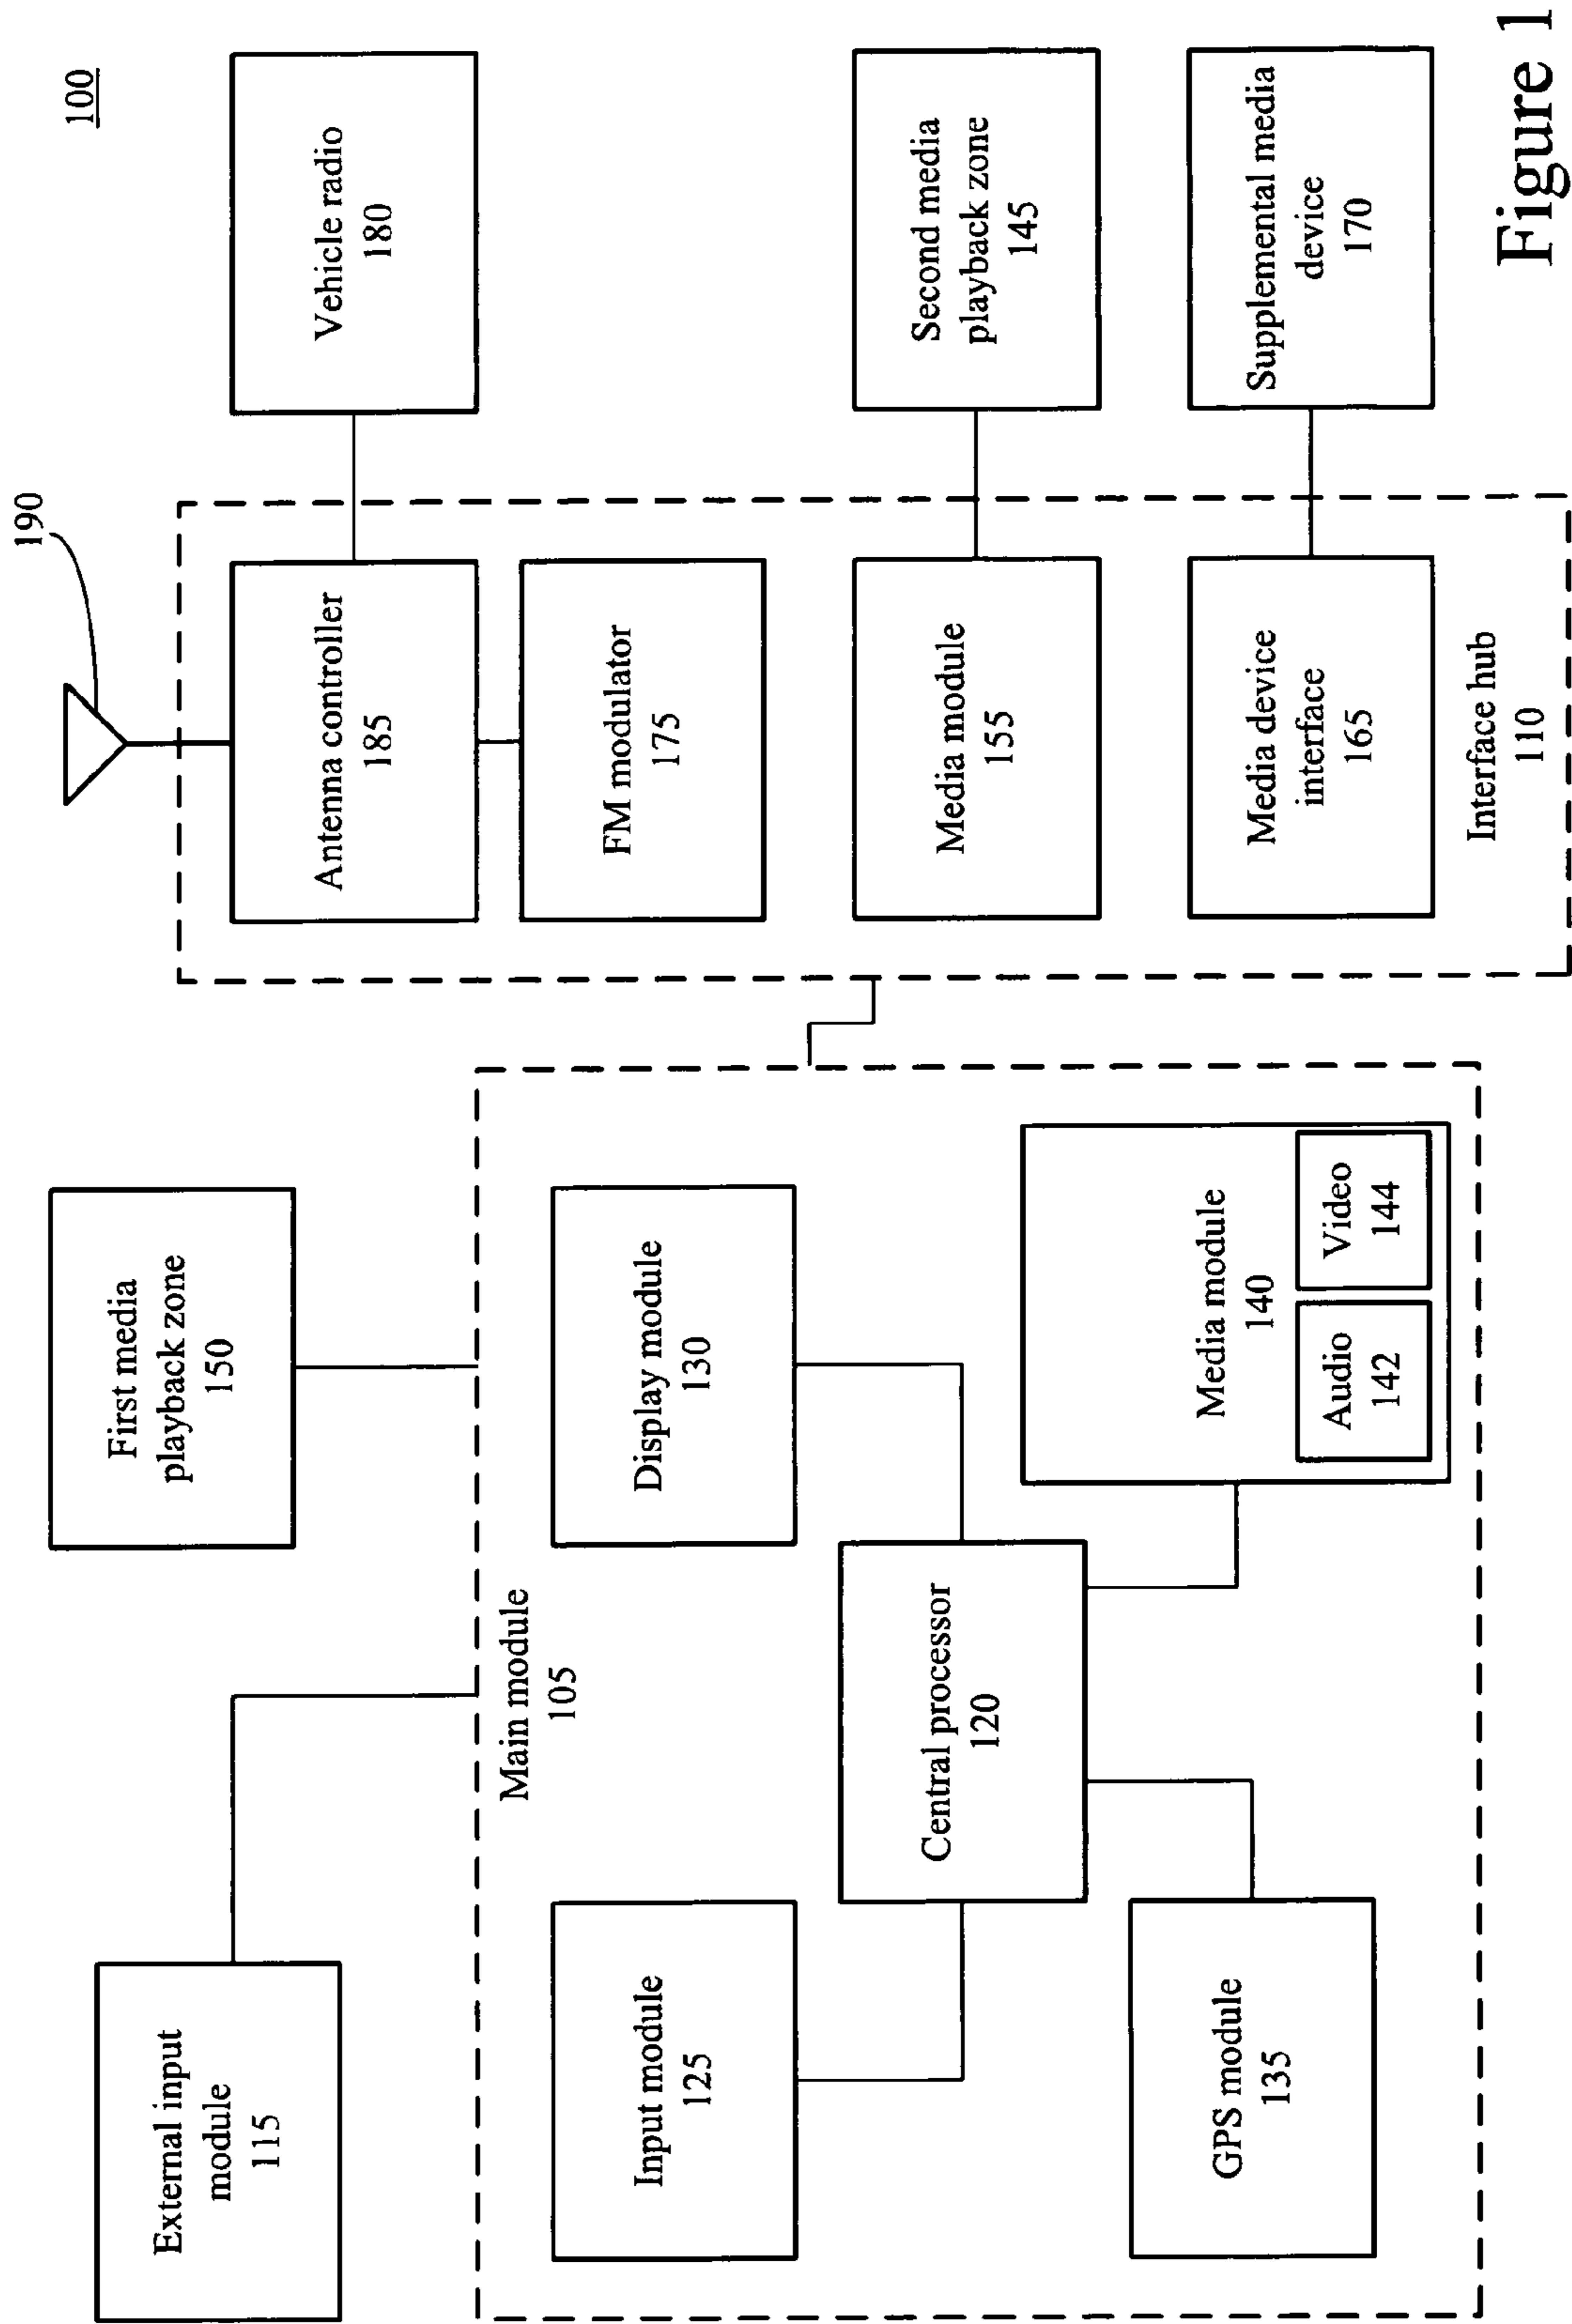 100
190
External input
module
115
First media
playback zone
150
Vehicle radio
180
Antenna controller
185
FM modulator
175
Main module
105
Input module
125
Display module
130
Central processor
120
GPS module
135
Media module
140
Audio
142
Video
144
Media module
155
Second media
playback zone
145
Media device
interface
165
Supplemental media
device
170
Interface hub
110
Figure 1